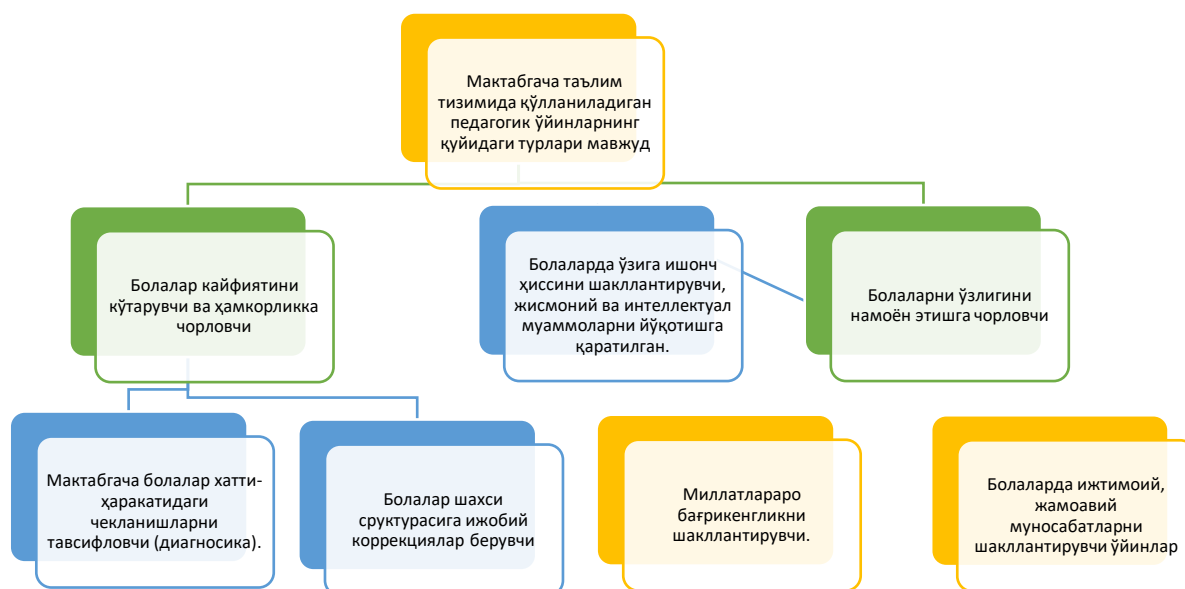 Мактабгача таълим
тизимида қўлланиладиган
педагогик ўйинларнинг
қуйидаги турлари мавжуд
Болалар кайфиятини
кўтарувчи ва ҳамкорликка
чорловчи
Болаларда ўзига ишонч
ҳиссини шакллантирувчи,
жисмоний ва интеллектуал
муаммоларни йўқотишга
қаратилган.
Болаларни ўзлигини
намоён этишга чорловчи
Мактабгача болалар хатти-
ҳаракатидаги
чекланишларни
тавсифловчи (диагносика).
Болалар шахси
сруктурасига ижобий
коррекциялар берувчи
Миллатлараро
бағрикенгликни
шакллантирувчи.
Болаларда ижтимоий,
жамоавий
муносабатларни
шакллантирувчи ўйинлар